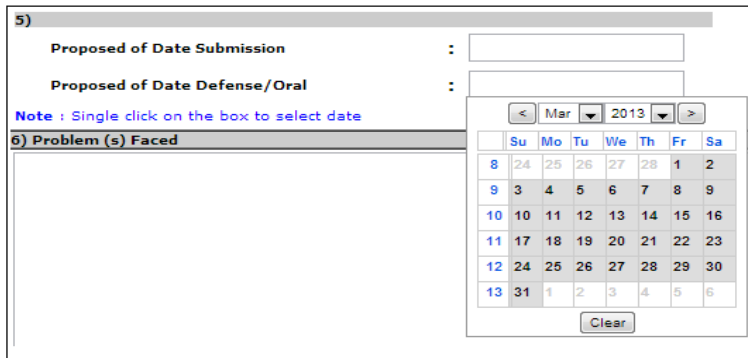 5)
Proposed of Date Submission :
Proposed of Date Defense/Oral :
Note : Single click on the box to select date
6) Problem (s) Faced
< Mar 2013 >
Su Mo Tu We Th Fr Sa
8 24 25 26 27 28 1 2
9 3 4 5 6 7 8 9
10 10 11 12 13 14 15 16
11 17 18 19 20 21 22 23
12 24 25 26 27 28 29 30
13 31 1 2 3 4 5 6
Clear